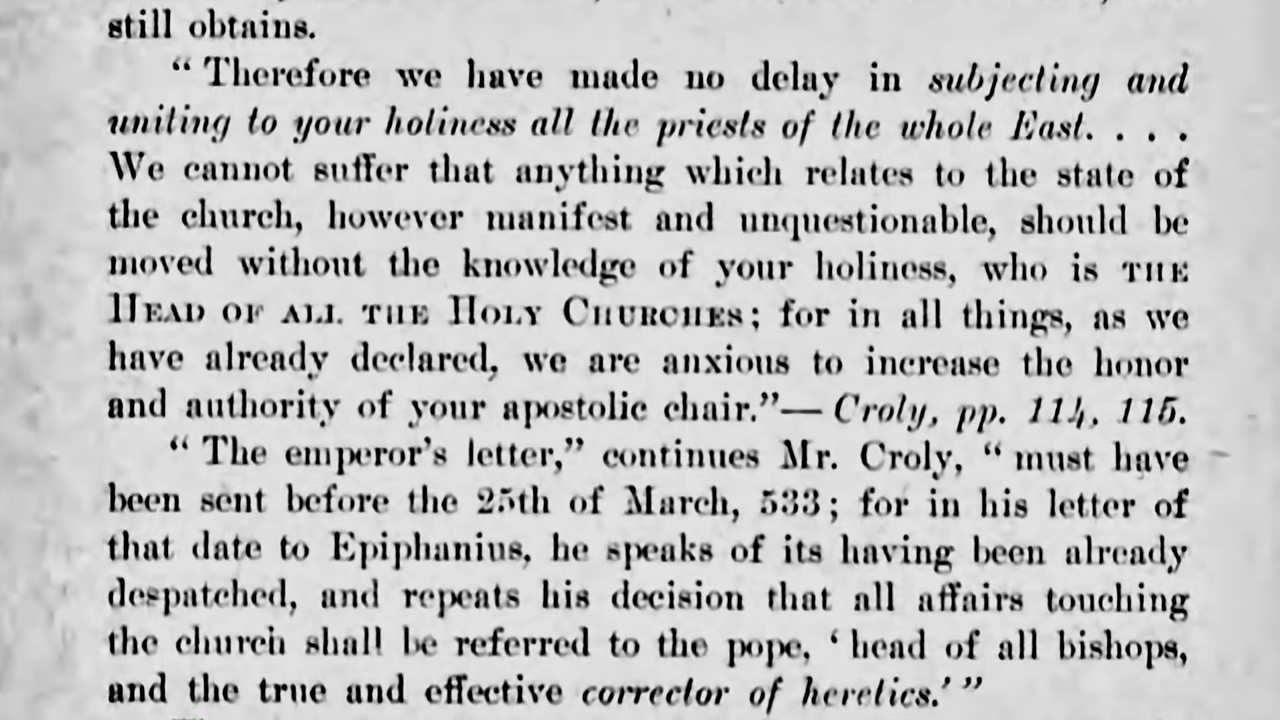 still obtains.
“ Therefore we have made no delay in subjecting and
uniting to your holiness all the priests of the whole East. . . .
We cannot suffer that anything which relates to the state of
the church, however manifest and unquestionable, should be
moved without the knowledge of your holiness, who is THE
HEAD OF ALL THE HOLY CHURCHES; for in all things, as we
have already declared, we are anxious to increase the honor
and authority of your apostolic chair.”— Croly, pp. 114, 115.
“ The emperor’s letter,” continues Mr. Croly, “ must have
been sent before the 25th of March, 533; for in his letter of
that date to Epiphanius, he speaks of its having been already
despatched, and repeats his decision that all affairs touching
the church shall be referred to the pope, ‘ head of all bishops,
and the true and effective corrector of heretics.’ ”